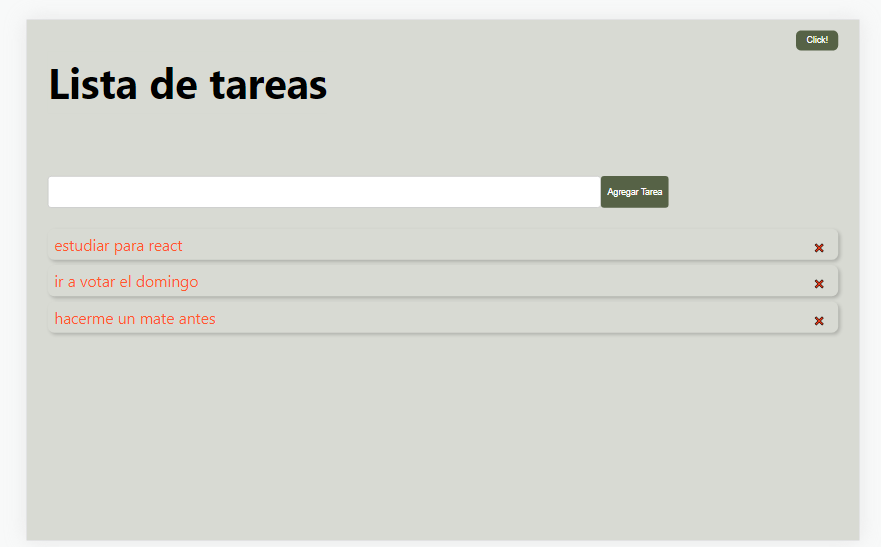 Click!
Lista de tareas
Agregar Tarea
estudiar para react
ir a votar el domingo
hacerme un mate antes